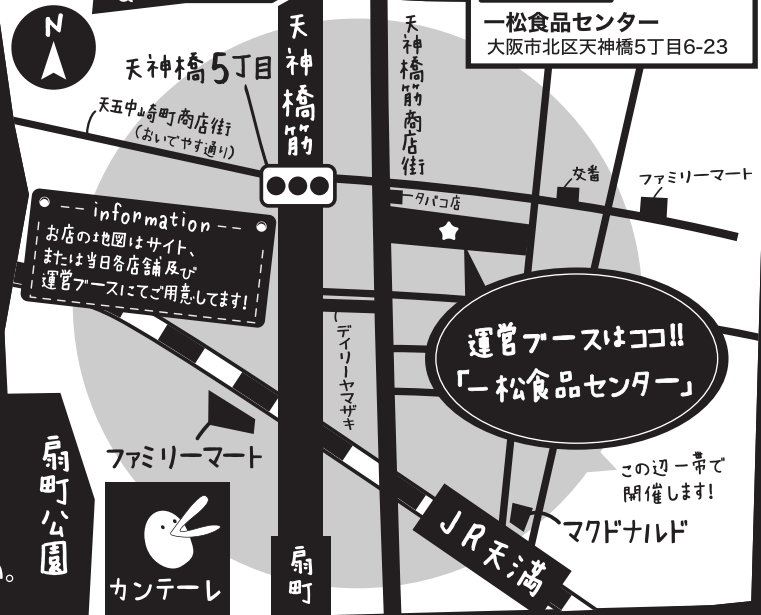 N
一松食品センター
大阪市北区天神橋5丁目6-23
天神橋筋
天神橋筋商店街
天神橋5丁目
天五中崎町商店街
(おいでやす通り)
交番
ファミリーマート
タバコ店
information
お店の地図はサイト、
または当日各店舗及び
運営ブースにてご用意してます!
運営ブースはココ!!
「一松食品センター」
デイリーヤマザキ
ファミリーマート
この辺一帯で
開催します!
扇町公園
マクドナルド
JR天満
カンテーレ
扇町
い。